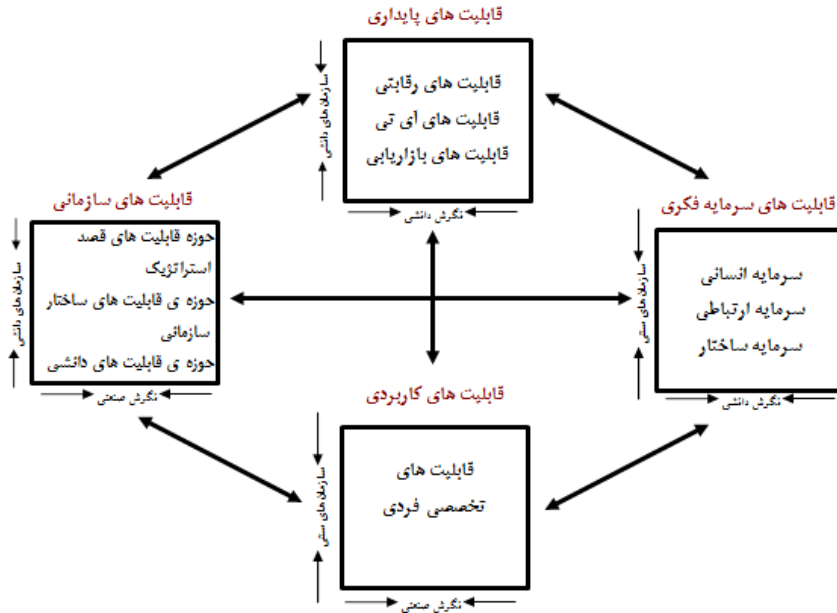 قابلیت های پایداری
سازمان‌های دانشی
قابلیت های رقابتی
قابلیت های آی تی
قابلیت های بازاریابی
نگرش دانشی
قابلیت های سرمایه فکری
سازمان‌های سنتی
سرمایه انسانی
سرمایه ارتباطی
سرمایه ساختار
نگرش دانشی
قابلیت های سازمانی
سازمان‌های دانشی
حوزه قابلیت های قصد
استراتژیک
حوزه ی قابلیت های ساختار
سازمانی
حوزه ی قابلیت های دانشی
نگرش صنعتی
قابلیت های کاربردی
سازمان‌های سنتی
قابلیت های
تخصصی فردی
نگرش صنعتی